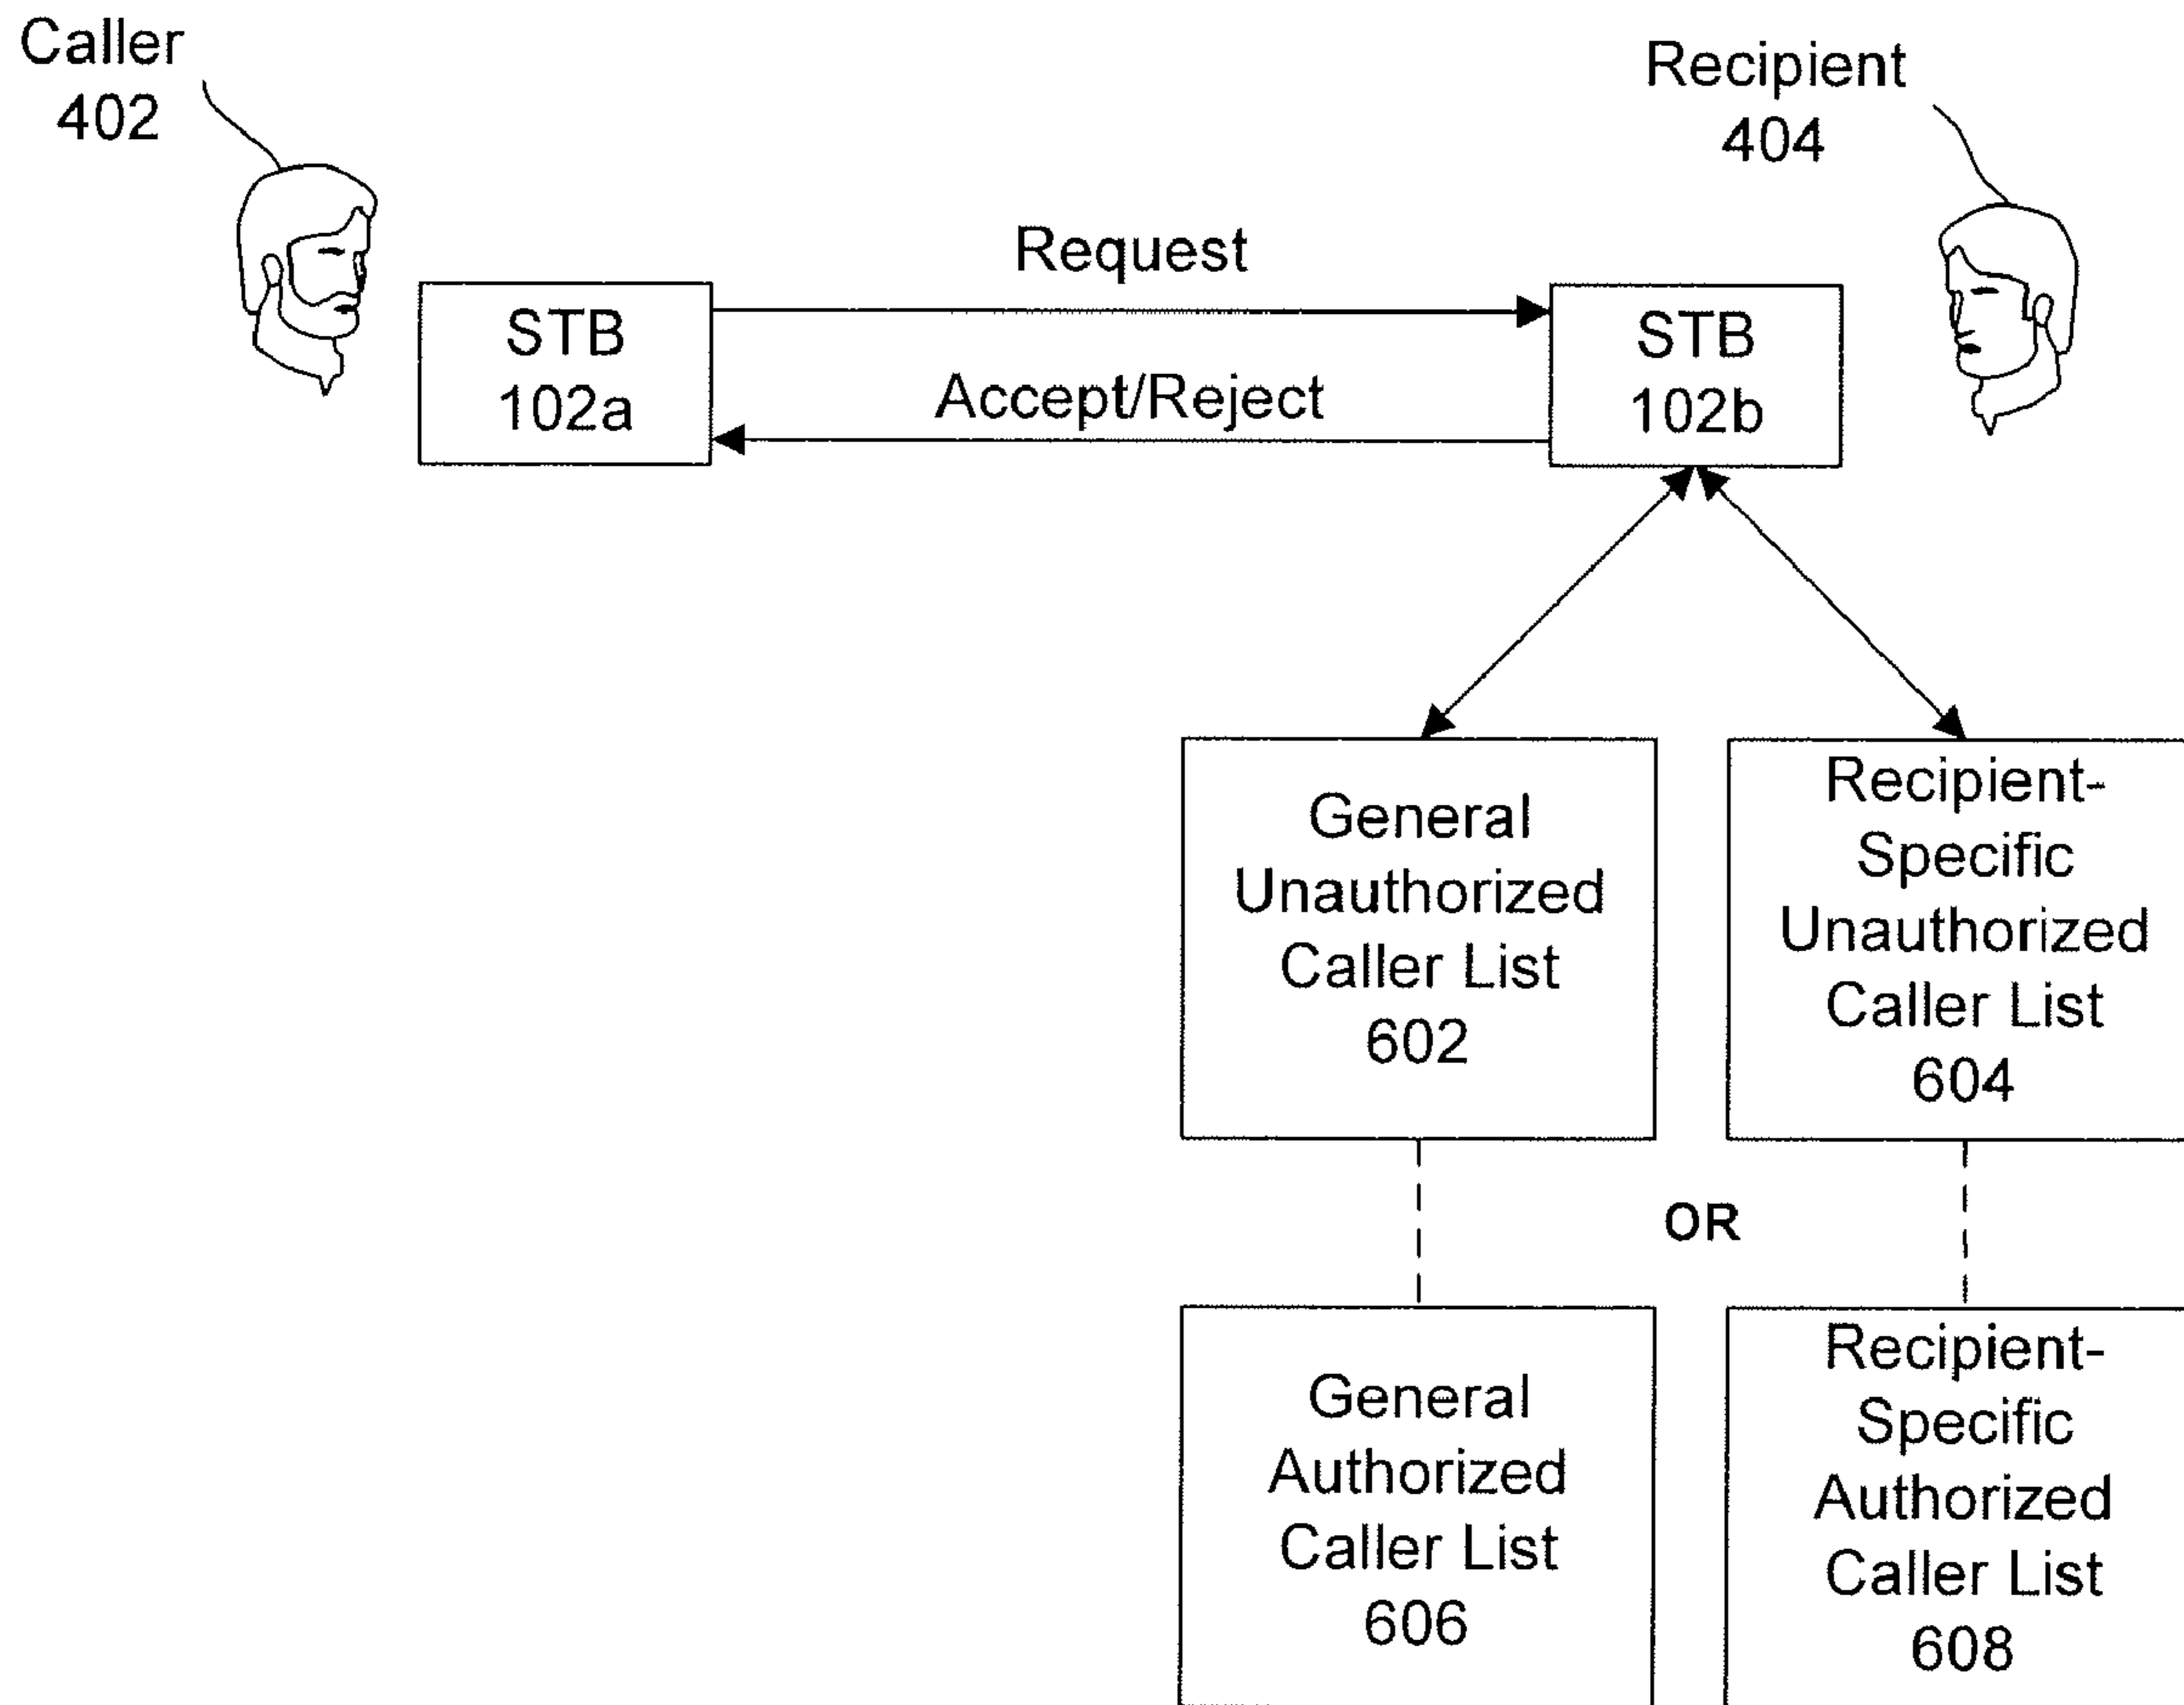 Caller
402
Recipient
404
Request
STB
102a
Accept/Reject
STB
102b
General
Unauthorized
Caller List
602
Recipient-
Specific
Unauthorized
Caller List
604
OR
General
Authorized
Caller List
606
Recipient-
Specific
Authorized
Caller List
608